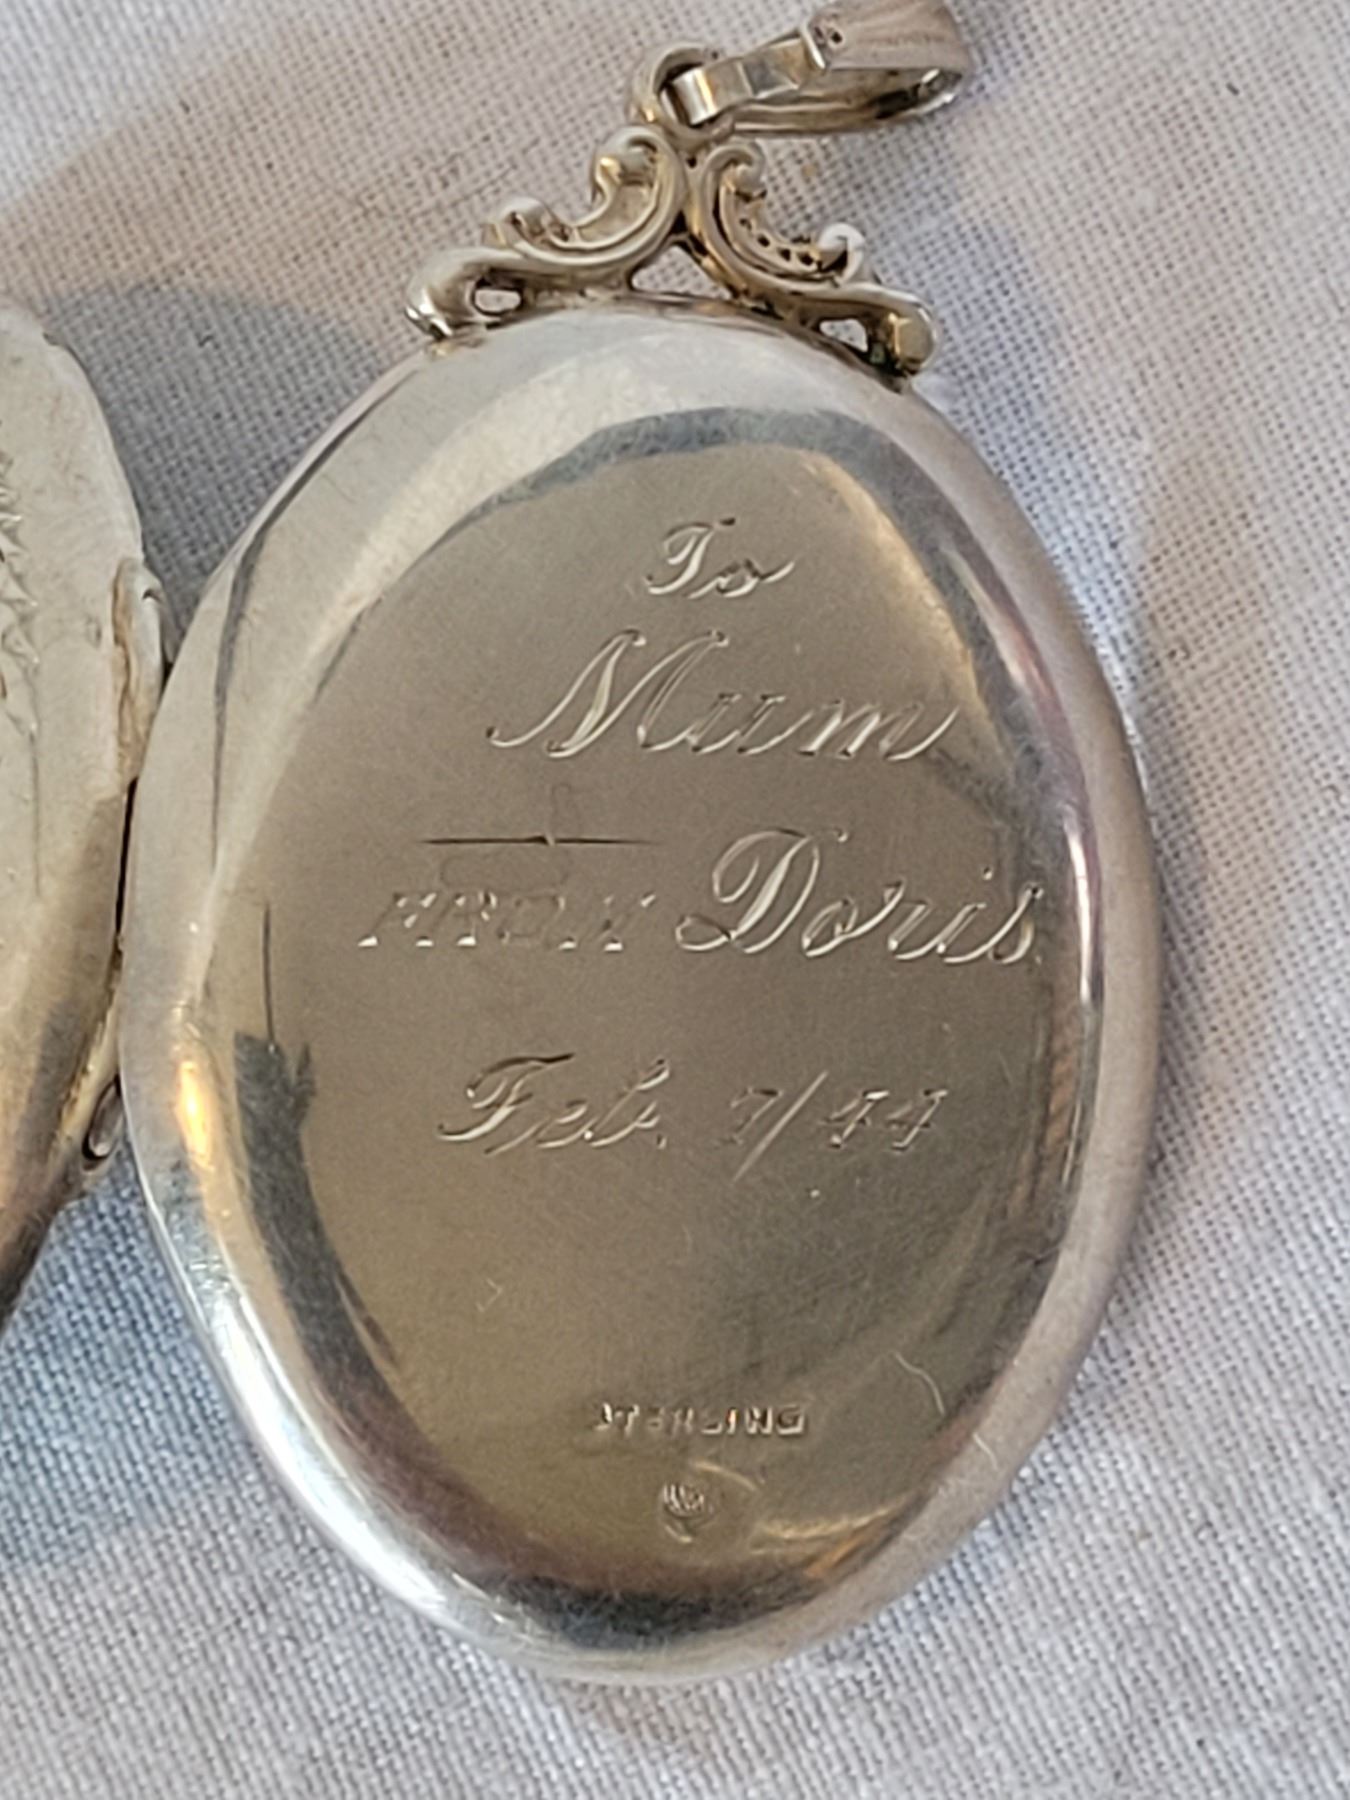 To
Mum
FROM Doris
Feb. 7/44
STERLING